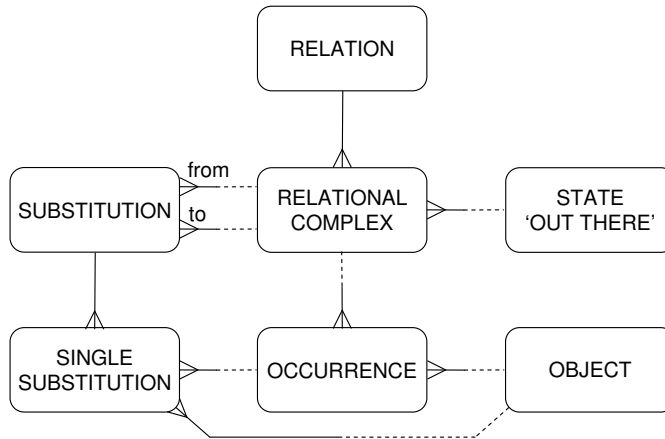 RELATION
from
SUBSTITUTION
to
RELATIONAL
COMPLEX
STATE
‘OUT THERE’
SINGLE
SUBSTITUTION
OCCURRENCE
OBJECT